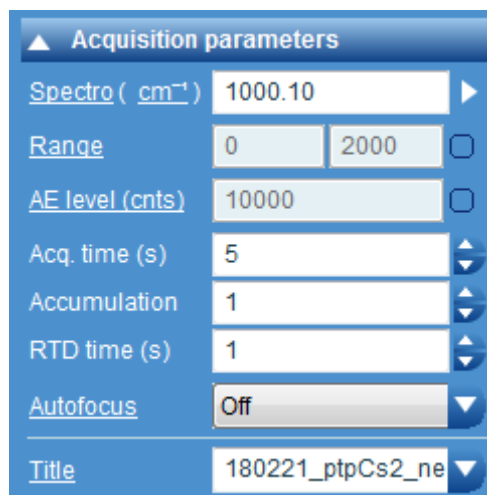 Acquisition parameters
Spectro ( cm⁻¹ ) 1000.10
Range 0 2000
AE level (cnts) 10000
Acq. time (s) 5
Accumulation 1
RTD time (s) 1
Autofocus Off
Title 180221_ptpCs2_ne